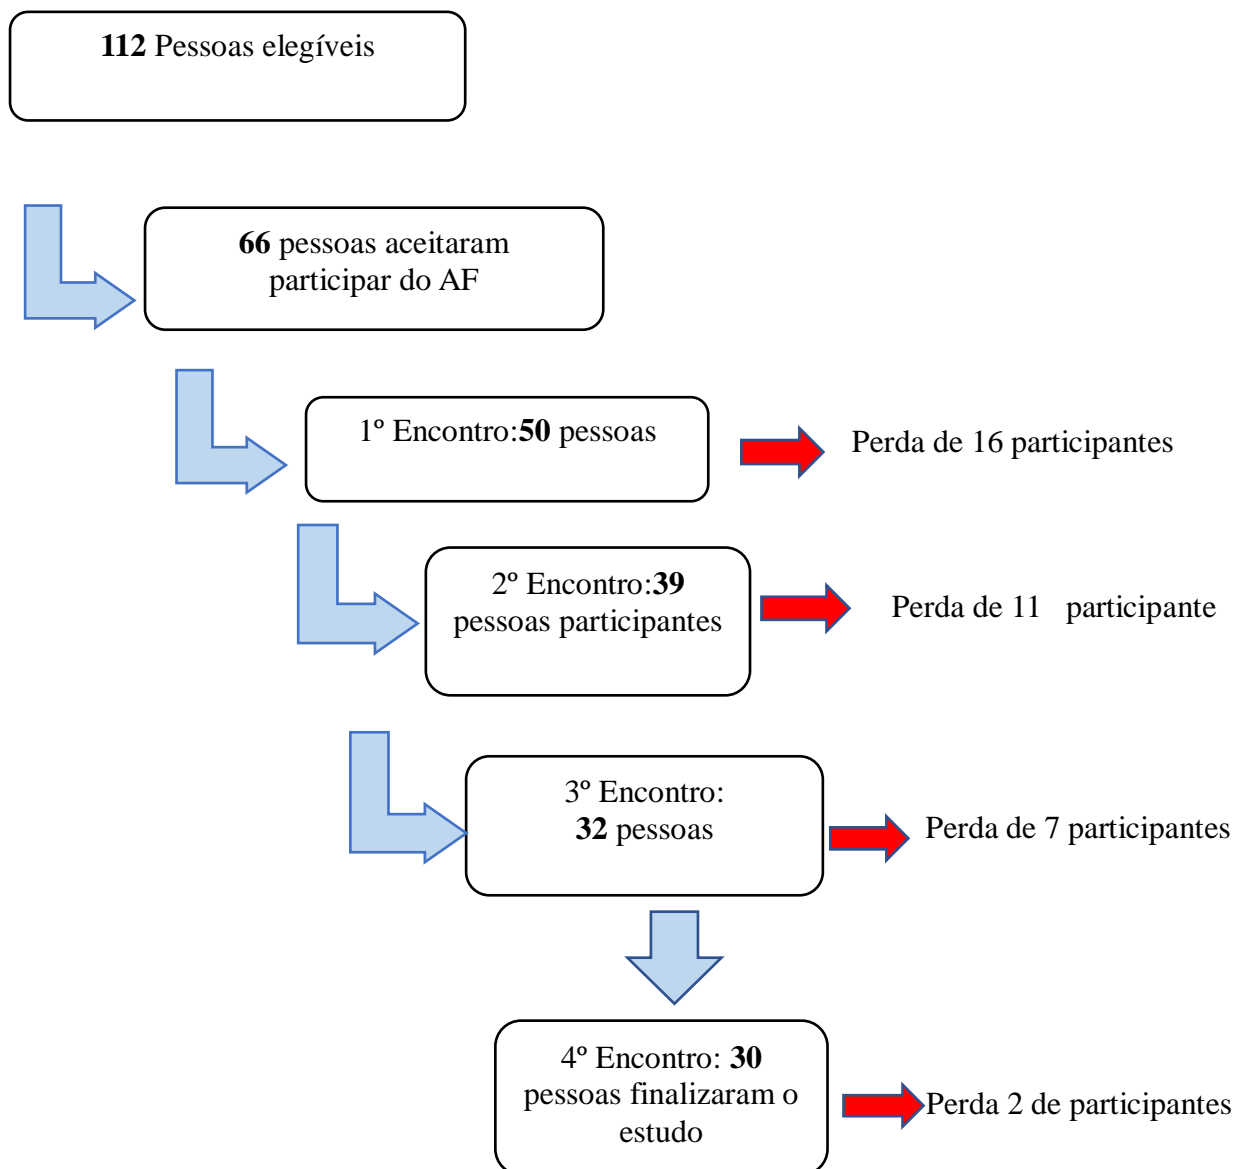 112 Pessoas elegíveis
66 pessoas aceitaram
participar do AF
1º Encontro:50 pessoas
Perda de 16 participantes
2º Encontro:39
pessoas participantes
Perda de 11 participante
3º Encontro:
32 pessoas
Perda de 7 participantes
4º Encontro: 30
pessoas finalizaram o
estudo
Perda 2 de participantes